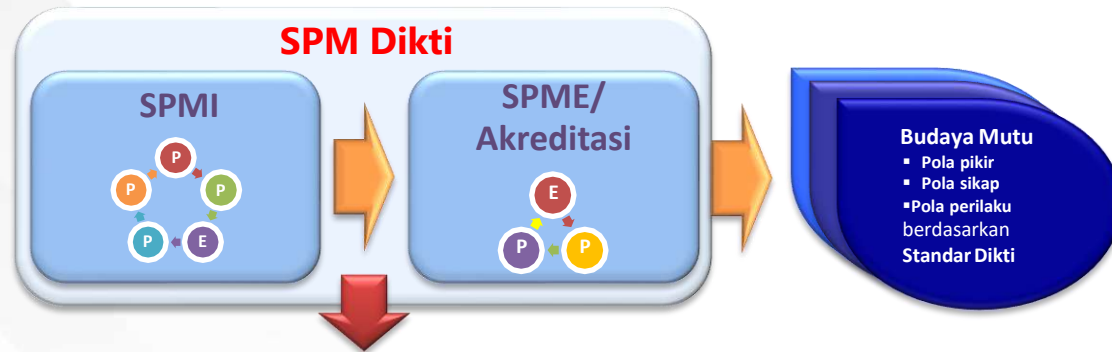 SPM Dikti
SPMI
P
P
E
P
P
SPME/
Akreditasi
E
P
P
Budaya Mutu
▪ Pola pikir
▪ Pola sikap
▪Pola perilaku
berdasarkan
Standar Dikti